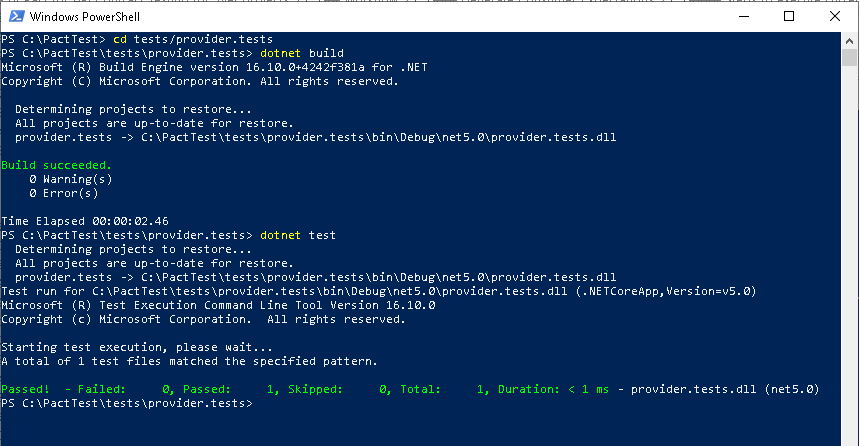 Windows PowerShell
PS C:\PactTest> cd tests/provider.tests
PS C:\PactTest\tests\provider.tests> dotnet build
Microsoft (R) Build Engine version 16.10.0+4242f381a for .NET
Copyright (C) Microsoft Corporation. All rights reserved.
  Determining projects to restore...
  All projects are up-to-date for restore.
  provider.tests -> C:\PactTest\tests\provider.tests\bin\Debug\net5.0\provider.tests.dll
Build succeeded.
    0 Warning(s)
    0 Error(s)
Time Elapsed 00:00:02.46
PS C:\PactTest\tests\provider.tests> dotnet test
  Determining projects to restore...
  All projects are up-to-date for restore.
  provider.tests -> C:\PactTest\tests\provider.tests\bin\Debug\net5.0\provider.tests.dll
Test run for C:\PactTest\tests\provider.tests\bin\Debug\net5.0\provider.tests.dll (.NETCoreApp,Version=v5.0)
Microsoft (R) Test Execution Command Line Tool Version 16.10.0
Copyright (c) Microsoft Corporation.  All rights reserved.
Starting test execution, please wait...
A total of 1 test files matched the specified pattern.
Passed!  - Failed:     0, Passed:     1, Skipped:     0, Total:     1, Duration: < 1 ms - provider.tests.dll (net5.0)
PS C:\PactTest\tests\provider.tests>